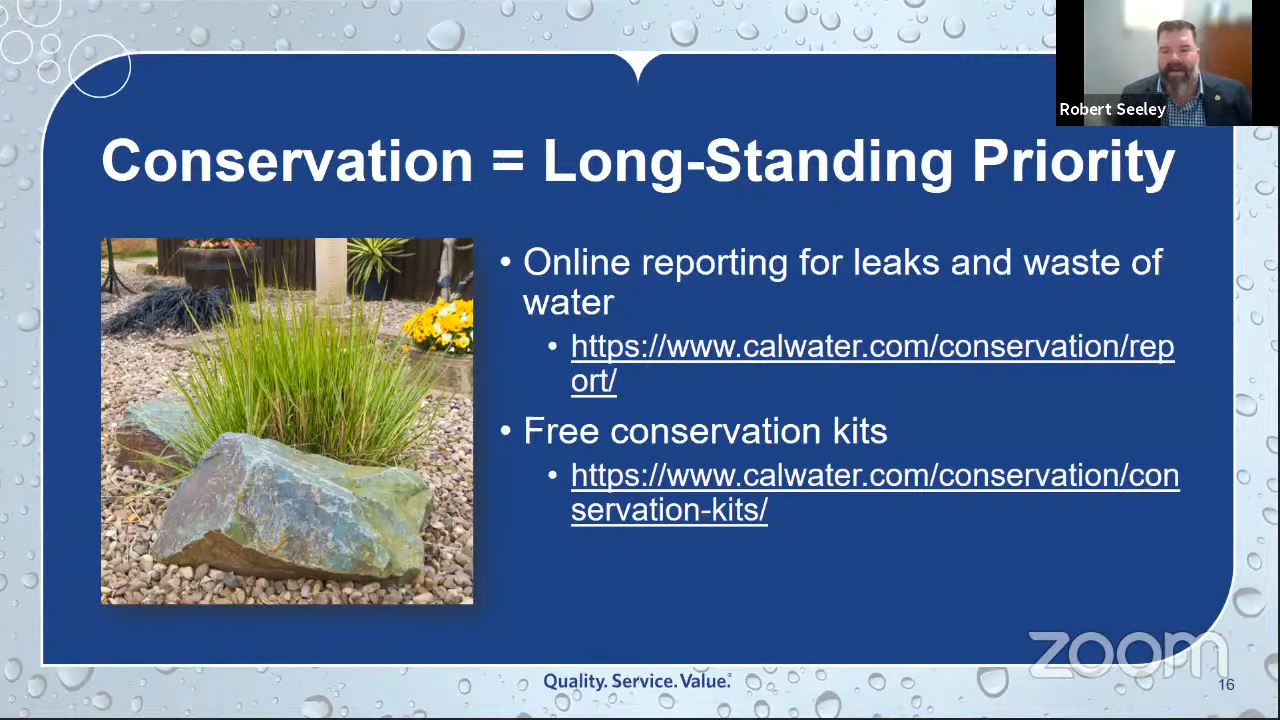 Robert Seeley
Conservation = Long-Standing Priority
• Online reporting for leaks and waste of
water
• https://www.calwater.com/conservation/rep
ort/
• Free conservation kits
• https://www.calwater.com/conservation/con
servation-kits/
zoom
Quality. Service. Value.
16